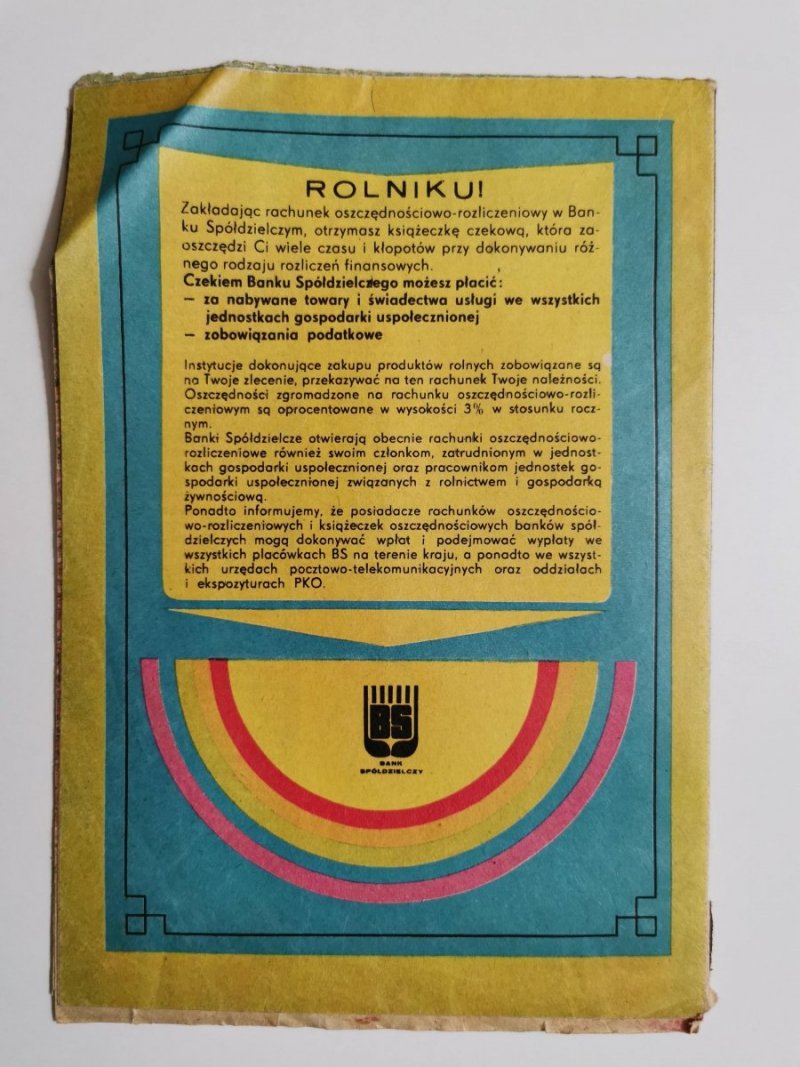 ROLNIKU!
Zakładając rachunek oszczędnościowo-rozliczeniowy w Ban-
ku Spółdzielczym, otrzymasz książeczkę czekową, która za-
oszczędzi Ci wiele czasu i kłopotów przy dokonywaniu róż-
nego rodzaju rozliczeń finansowych.
Czekiem Banku Spółdzielczego możesz płacić:
— za nabywane towary i świadectwa usługi we wszystkich
jednostkach gospodarki uspołecznionej
— zobowiązania podatkowe
Instytucje dokonujące zakupu produktów rolnych zobowiązane są
na Twoje zlecenie, przekazywać na ten rachunek Twoje należności.
Oszczędności zgromadzone na rachunku oszczędnościowo-rozli-
czeniowym są oprocentowane w wysokości 3% w stosunku rocz-
nym.
Banki Spółdzielcze otwierają obecnie rachunki oszczędnościowo-
rozliczeniowe również swoim członkom, zatrudnionym w jednost-
kach gospodarki uspołecznionej oraz pracownikom jednostek go-
spodarki uspołecznionej związanych z rolnictwem i gospodarką
żywnościową.
Ponadto informujemy, że posiadacze rachunków oszczędnościo-
wo-rozliczeniowych i książeczek oszczędnościowych banków spół-
dzielczych mogą dokonywać wpłat i podejmować wypłaty we
wszystkich placówkach BS na terenie kraju, a ponadto we wszyst-
kich urzędach pocztowo-telekomunikacyjnych oraz oddziałach
i ekspozyturach PKO.
BS
BANK
SPÓŁDZIELCZY